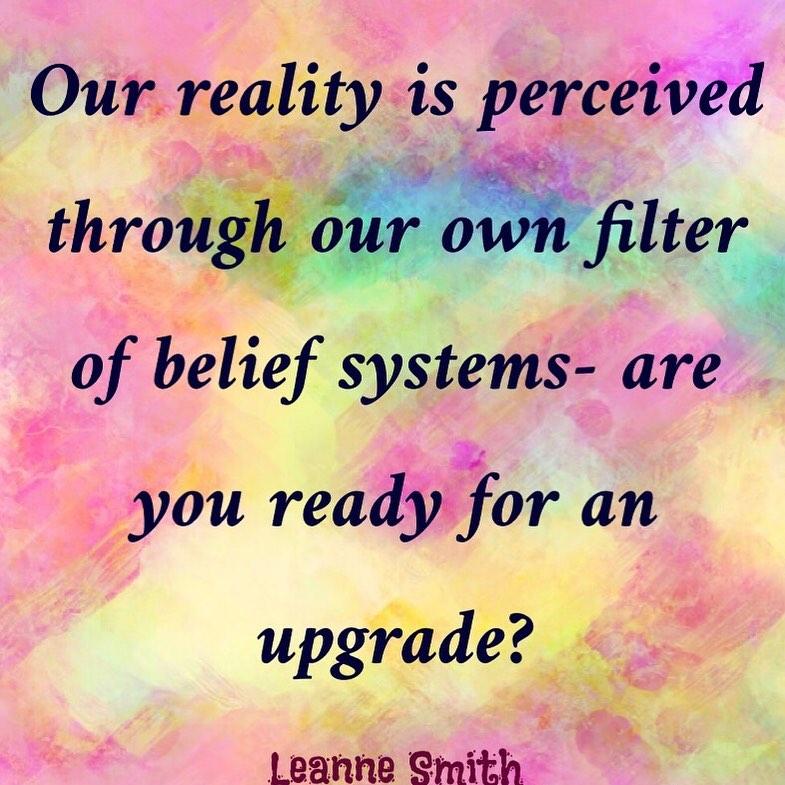 Our reality is perceived
through our own filter
of belief systems- are
you ready for an
upgrade?
Leanne Smith